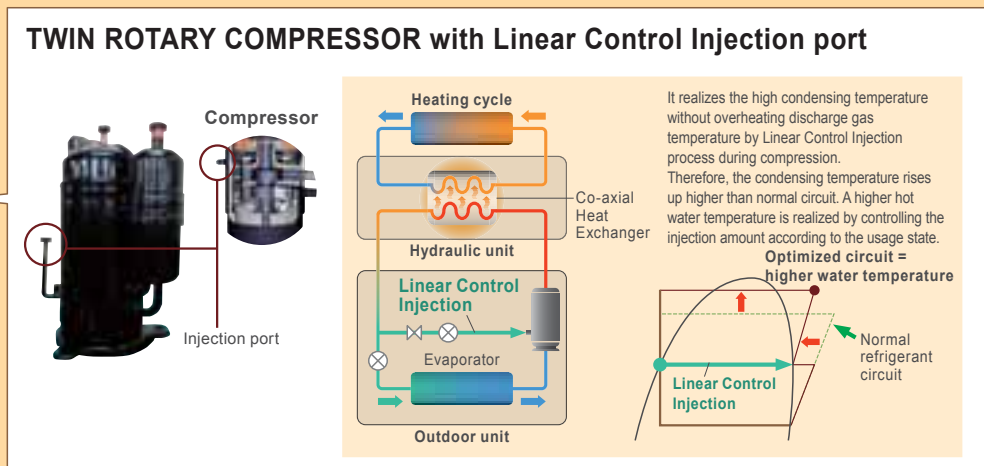 TWIN ROTARY COMPRESSOR with Linear Control Injection port
Compressor
Injection port
Heating cycle
Co-axial
Heat
Exchanger
Hydraulic unit
Linear Control
Injection
Evaporator
Outdoor unit
It realizes the high condensing temperature
without overheating discharge gas
temperature by Linear Control Injection
process during compression.
Therefore, the condensing temperature rises
up higher than normal circuit. A higher hot
water temperature is realized by controlling the
injection amount according to the usage state.
Optimized circuit =
higher water temperature
Normal
refrigerant
circuit
Linear Control
Injection